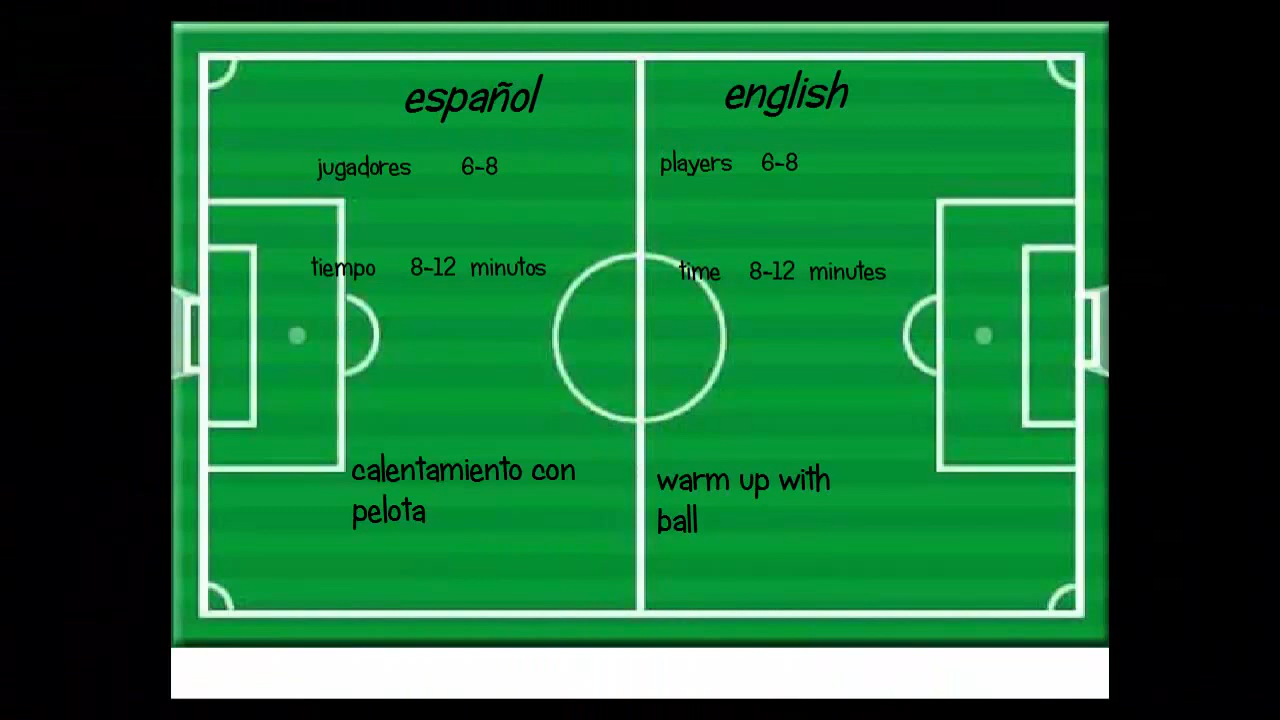 español
jugadores 6-8
tiempo 8-12 minutos
calentamiento con
pelota
english
players 6-8
time 8-12 minutes
warm up with
ball